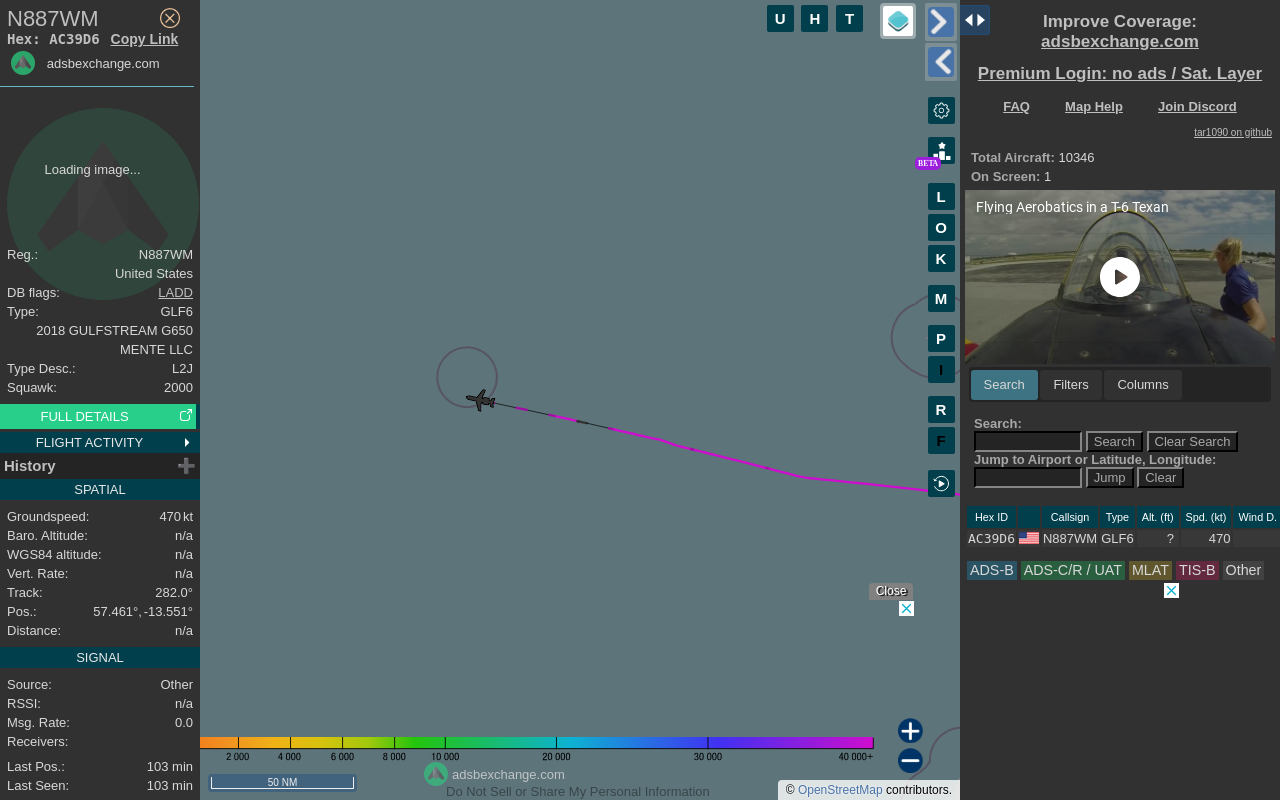 N887WM
Hex: AC39D6 Copy Link
adsbexchange.com
Loading image...
Reg.: N887WM
United States
DB flags: LADD
Type: GLF6
2018 GULFSTREAM G650
MENTE LLC
Type Desc.: L2J
Squawk: 2000
FULL DETAILS
FLIGHT ACTIVITY
History
SPATIAL
Groundspeed: 470 kt
Baro. Altitude: n/a
WGS84 altitude: n/a
Vert. Rate: n/a
Track: 282.0°
Pos.: 57.461°, -13.551°
Distance: n/a
SIGNAL
Source: Other
RSSI: n/a
Msg. Rate: 0.0
Receivers:
Last Pos.: 103 min
Last Seen: 103 min
U H T
BETA
L
O
K
M
P
I
R
F
Close
2 000 4 000 6 000 8 000 10 000 20 000 30 000 40 000+
50 NM
adsbexchange.com
Do Not Sell or Share My Personal Information
© OpenStreetMap contributors.
Improve Coverage:
adsbexchange.com
Premium Login: no ads / Sat. Layer
FAQ Map Help Join Discord
tar1090 on github
Total Aircraft: 10346
On Screen: 1
Flying Aerobatics in a T-6 Texan
Search Filters Columns
Search:
Search Clear Search
Jump to Airport or Latitude, Longitude:
Jump Clear
Hex ID Callsign Type Alt. (ft) Spd. (kt) Wind D.
AC39D6 N887WM GLF6 ? 470
ADS-B ADS-C/R / UAT MLAT TIS-B Other